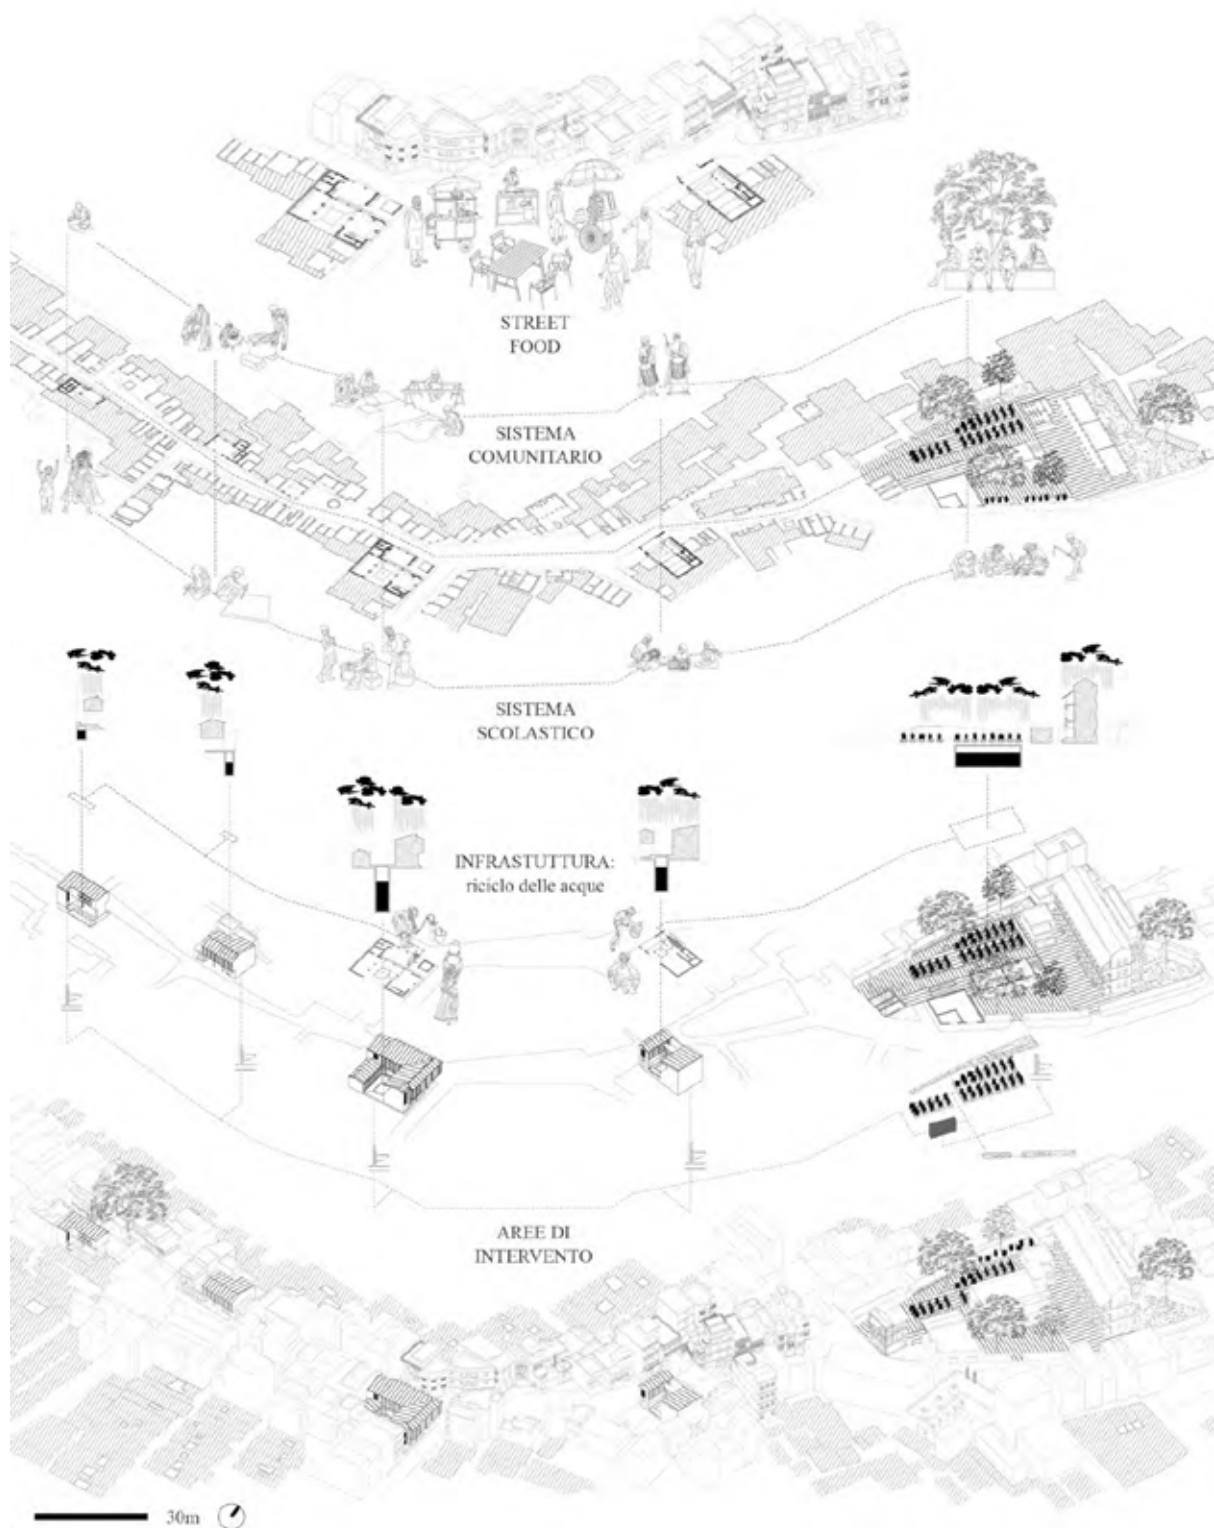 STREET
FOOD
SISTEMA
COMUNITARIO
SISTEMA
SCOLASTICO
INFRASTUTTURA:
riciclo delle acque
AREE DI
INTERVENTO
30m